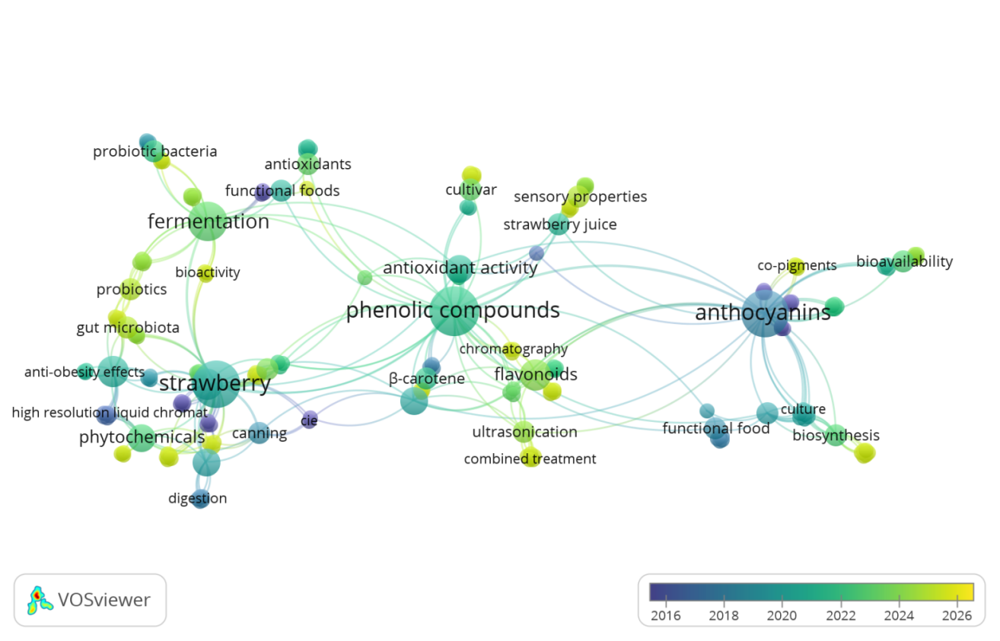 probiotic bacteria
antioxidants
functional foods
cultivar
sensory properties
fermentation
strawberry juice
bioactivity
antioxidant activity
co-pigments
bioavailability
probiotics
phenolic compounds
anthocyanins
gut microbiota
chromatography
anti-obesity effects
strawberry
β-carotene
flavonoids
high resolution liquid chromat
cie
culture
phytochemicals
canning
ultrasonication
functional food
biosynthesis
combined treatment
digestion
VOSviewer
2016 2018 2020 2022 2024 2026